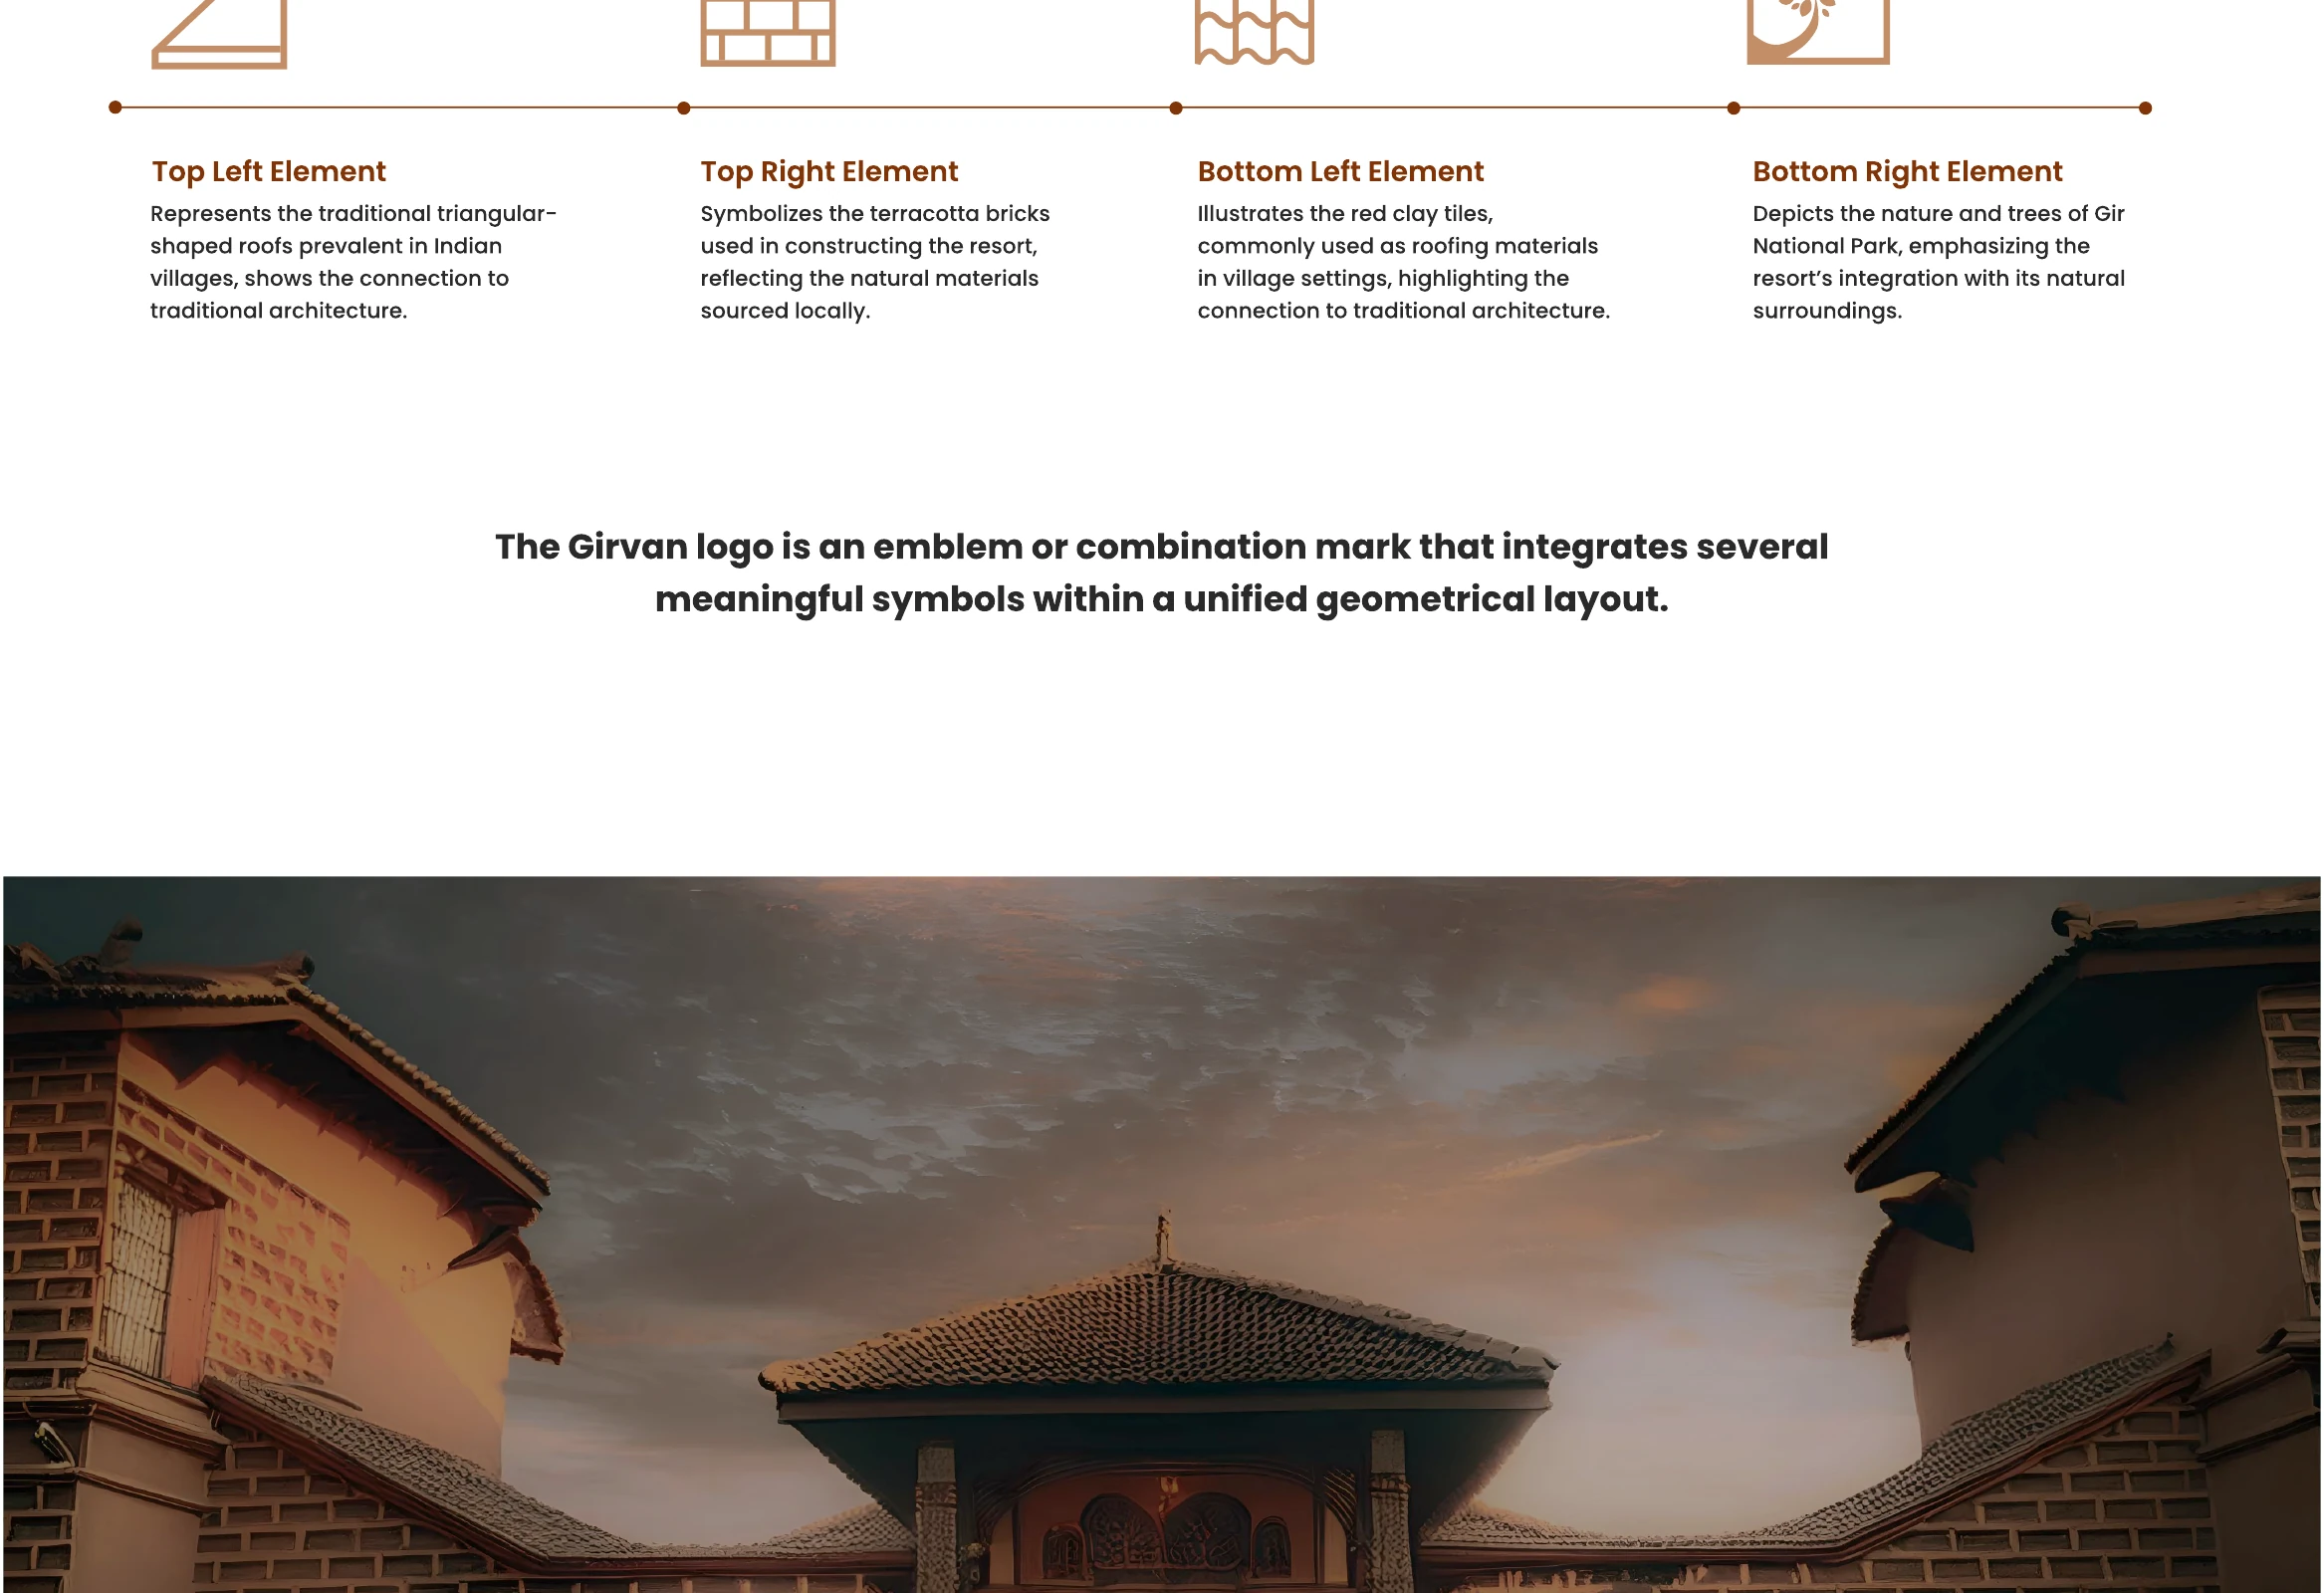 Top Left Element
Represents the traditional triangular-
shaped roofs prevalent in Indian
villages, shows the connection to
traditional architecture.
Top Right Element
Symbolizes the terracotta bricks
used in constructing the resort,
reflecting the natural materials
sourced locally.
Bottom Left Element
Illustrates the red clay tiles,
commonly used as roofing materials
in village settings, highlighting the
connection to traditional architecture.
Bottom Right Element
Depicts the nature and trees of Gir
National Park, emphasizing the
resort’s integration with its natural
surroundings.
The Girvan logo is an emblem or combination mark that integrates several
meaningful symbols within a unified geometrical layout.